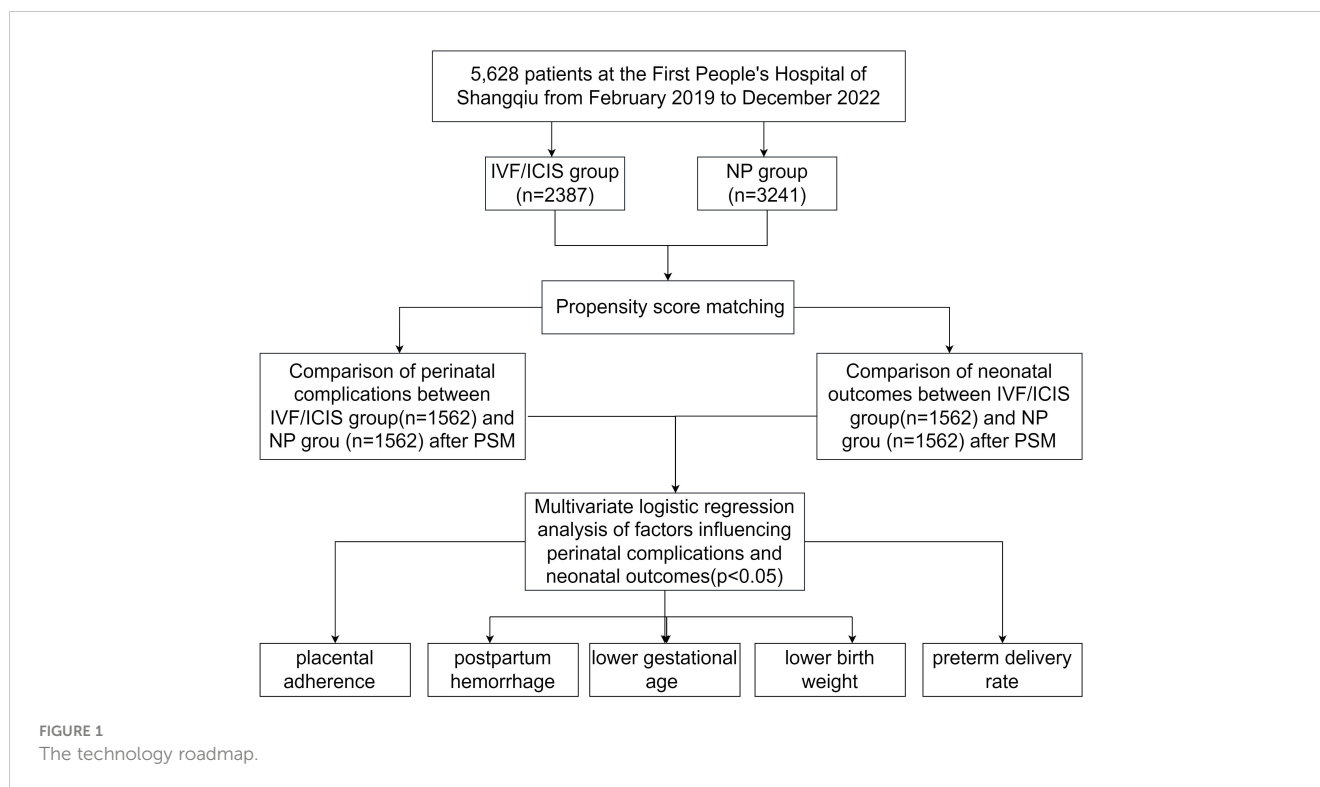 5,628 patients at the First People's Hospital of
Shangqiu from February 2019 to December 2022
IVF/ICIS group
(n=2387)
NP group
(n=3241)
Propensity score matching
Comparison of perinatal
complications between
IVF/ICIS group(n=1562) and
NP grou (n=1562) after PSM
Comparison of neonatal
outcomes between IVF/ICIS
group(n=1562) and NP
grou (n=1562) after PSM
Multivariate logistic regression
analysis of factors influencing
perinatal complications and
neonatal outcomes(p<0.05)
placental
adherence
postpartum
hemorrhage
lower gestational
age
lower birth
weight
preterm delivery
rate
FIGURE 1
The technology roadmap.